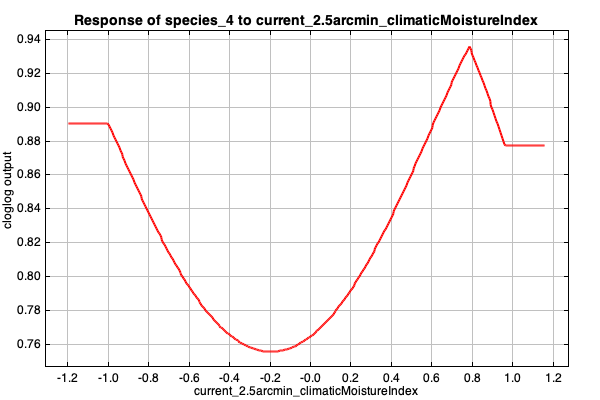 Response of species_4 to current_2.5arcmin_climaticMoistureIndex
0.94
0.92
0.90
0.88
0.86
0.84
0.82
0.80
0.78
0.76
cloglog output
-1.2 -1.0 -0.8 -0.6 -0.4 -0.2 -0.0 0.2 0.4 0.6 0.8 1.0 1.2
current_2.5arcmin_climaticMoistureIndex